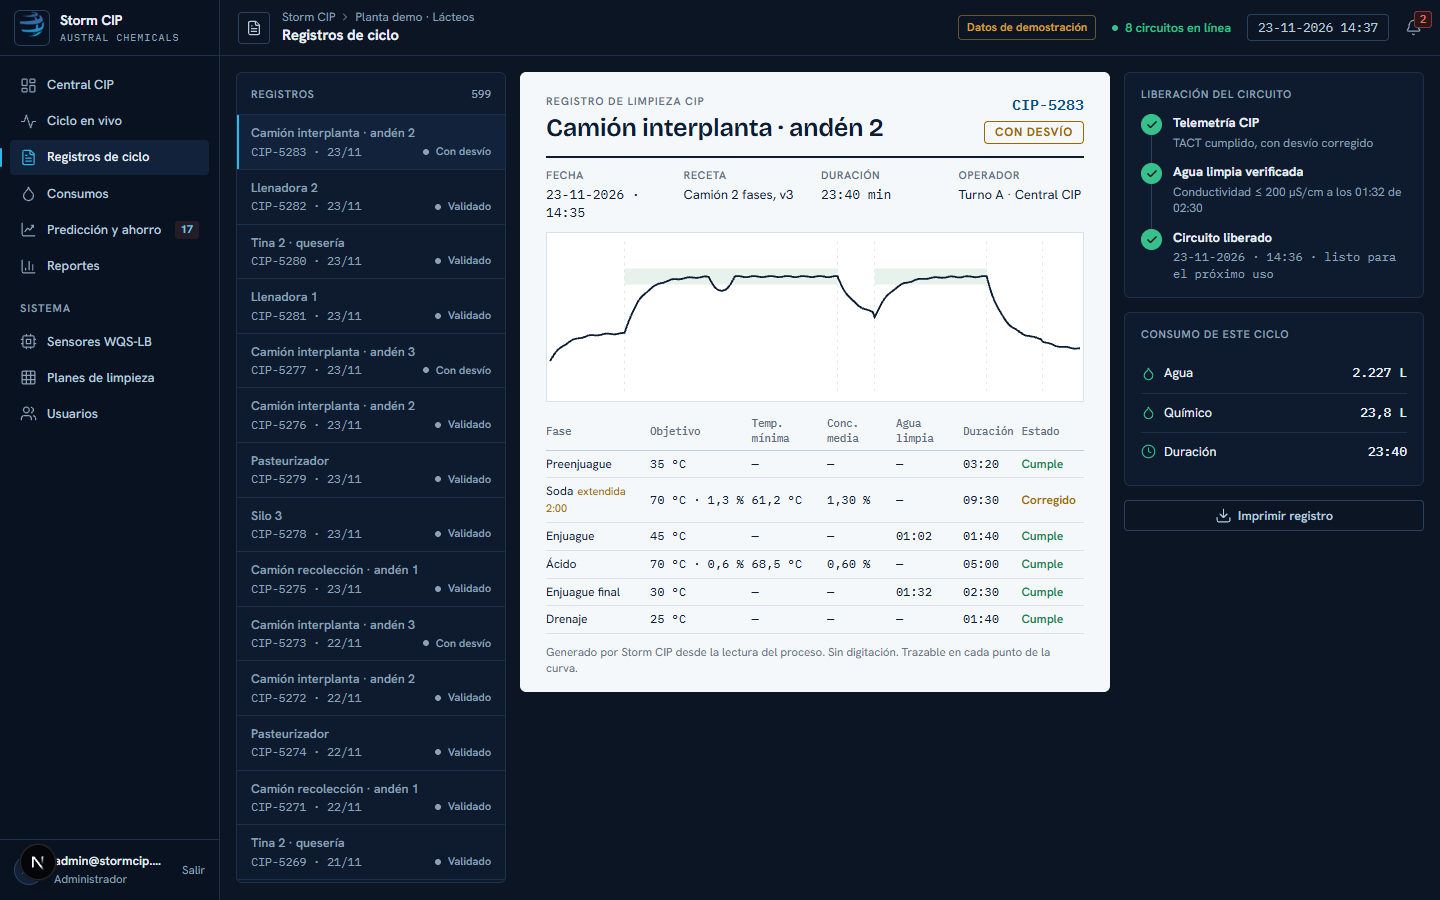 Storm CIP
AUSTRAL CHEMICALS
Central CIP
Ciclo en vivo
Registros de ciclo
Consumos
Predicción y ahorro 17
Reportes
SISTEMA
Sensores WQS-LB
Planes de limpieza
Usuarios
N
admin@stormcip....
Administrador
Salir
Storm CIP > Planta demo · Lácteos
Registros de ciclo
Datos de demostración
8 circuitos en línea
23-11-2026 14:37
2
REGISTROS 599
Camión interplanta · andén 2
CIP-5283 · 23/11 Con desvío
Llenadora 2
CIP-5282 · 23/11 Validado
Tina 2 · quesería
CIP-5280 · 23/11 Validado
Llenadora 1
CIP-5281 · 23/11 Validado
Camión interplanta · andén 3
CIP-5277 · 23/11 Con desvío
Camión interplanta · andén 2
CIP-5276 · 23/11 Validado
Pasteurizador
CIP-5279 · 23/11 Validado
Silo 3
CIP-5278 · 23/11 Validado
Camión recolección · andén 1
CIP-5275 · 23/11 Validado
Camión interplanta · andén 3
CIP-5273 · 22/11 Con desvío
Camión interplanta · andén 2
CIP-5272 · 22/11 Validado
Pasteurizador
CIP-5274 · 22/11 Validado
Camión recolección · andén 1
CIP-5271 · 22/11 Validado
Tina 2 · quesería
CIP-5269 · 21/11 Validado
REGISTRO DE LIMPIEZA CIP
CIP-5283
Camión interplanta · andén 2
CON DESVÍO
FECHA RECETA DURACIÓN OPERADOR
23-11-2026 · Camión 2 fases, v3 23:40 min Turno A · Central CIP
14:35
Fase Objetivo Temp. mínima Conc. media Agua limpia Duración Estado
Preenjuague 35 °C — — — 03:20 Cumple
Soda extendida 2:00 70 °C · 1,3 % 61,2 °C 1,30 % — 09:30 Corregido
Enjuague 45 °C — — 01:02 01:40 Cumple
Ácido 70 °C · 0,6 % 68,5 °C 0,60 % — 05:00 Cumple
Enjuague final 30 °C — — 01:32 02:30 Cumple
Drenaje 25 °C — — — 01:40 Cumple
Generado por Storm CIP desde la lectura del proceso. Sin digitación. Trazable en cada punto de la
curva.
LIBERACIÓN DEL CIRCUITO
Telemetría CIP
TACT cumplido, con desvío corregido
Agua limpia verificada
Conductividad ≤ 200 µS/cm a los 01:32 de
02:30
Circuito liberado
23-11-2026 · 14:36 · listo para
el próximo uso
CONSUMO DE ESTE CICLO
Agua 2.227 L
Químico 23,8 L
Duración 23:40
Imprimir registro